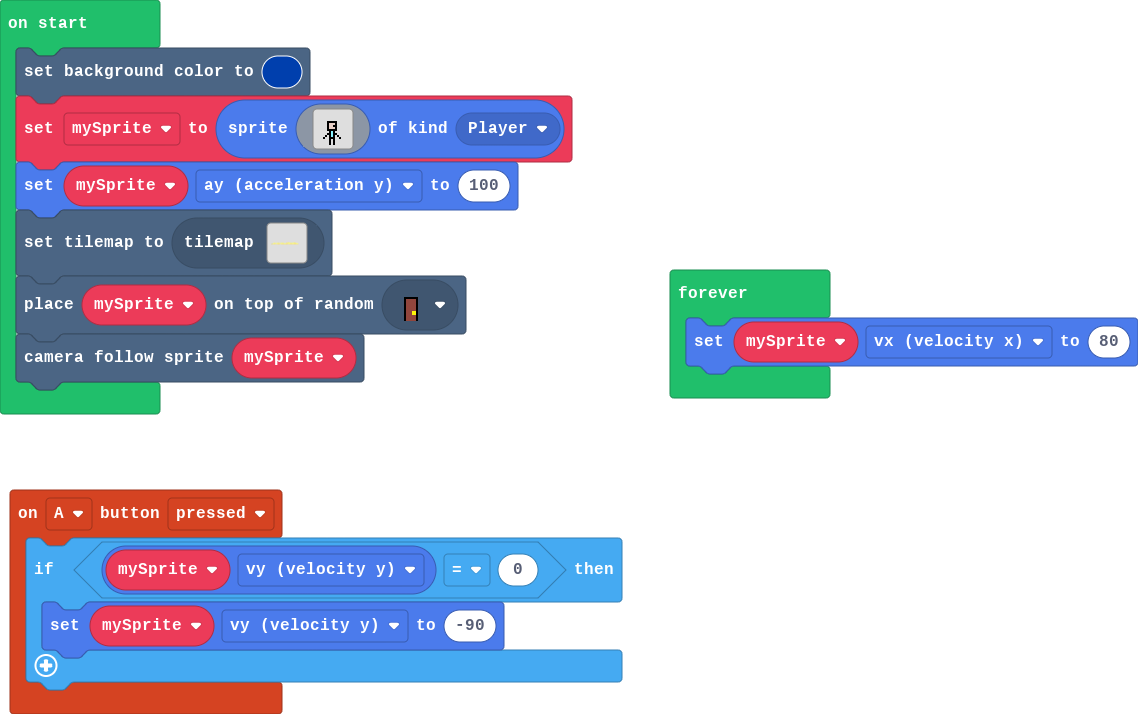 on start
set background color to
set mySprite to sprite of kind Player
set mySprite ay (acceleration y) to 100
set tilemap to tilemap
place mySprite on top of random
camera follow sprite mySprite
forever
set mySprite vx (velocity x) to 80
on A button pressed
if mySprite vy (velocity y) = 0 then
set mySprite vy (velocity y) to -90